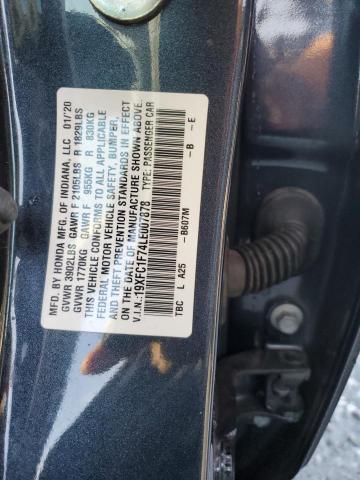 MFD. BY HONDA MFG. OF INDIANA, LLC 01/20
GVWR 3902LBS GAWR F 2105LBS R 1829LBS
GVWR 1770KG GAWR F 955KG R 830KG
THIS VEHICLE CONFORMS TO ALL APPLICABLE
FEDERAL MOTOR VEHICLE SAFETY, BUMPER,
AND THEFT PREVENTION STANDARDS IN EFFECT
ON THE DATE OF MANUFACTURE SHOWN ABOVE.
V.I.N.:19XFC1F74LE007878 TYPE: PASSENGER CAR
TBC L A25 -B607M -B -E